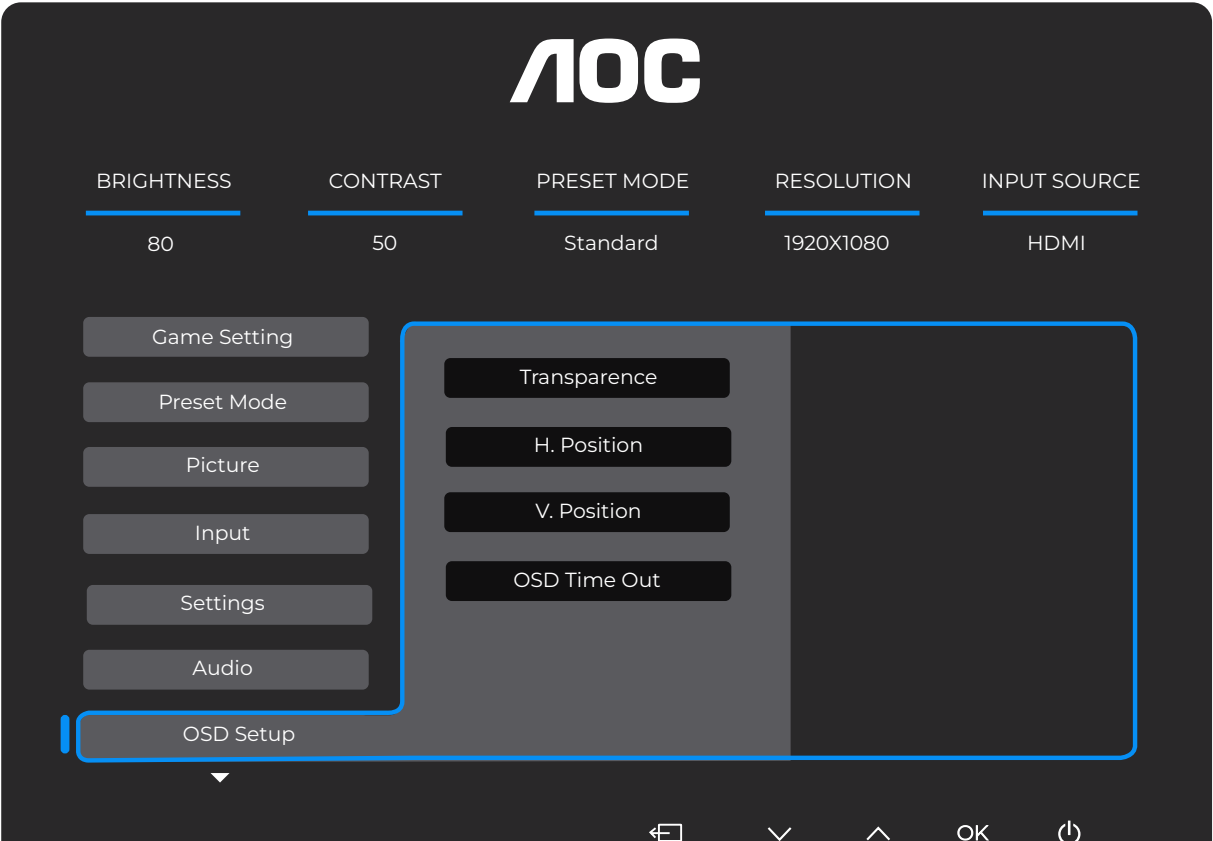 AOC
BRIGHTNESS CONTRAST PRESET MODE RESOLUTION INPUT SOURCE
80 50 Standard 1920X1080 HDMI
Game Setting
Preset Mode
Picture
Input
Settings
Audio
OSD Setup
Transparence
H. Position
V. Position
OSD Time Out
OK